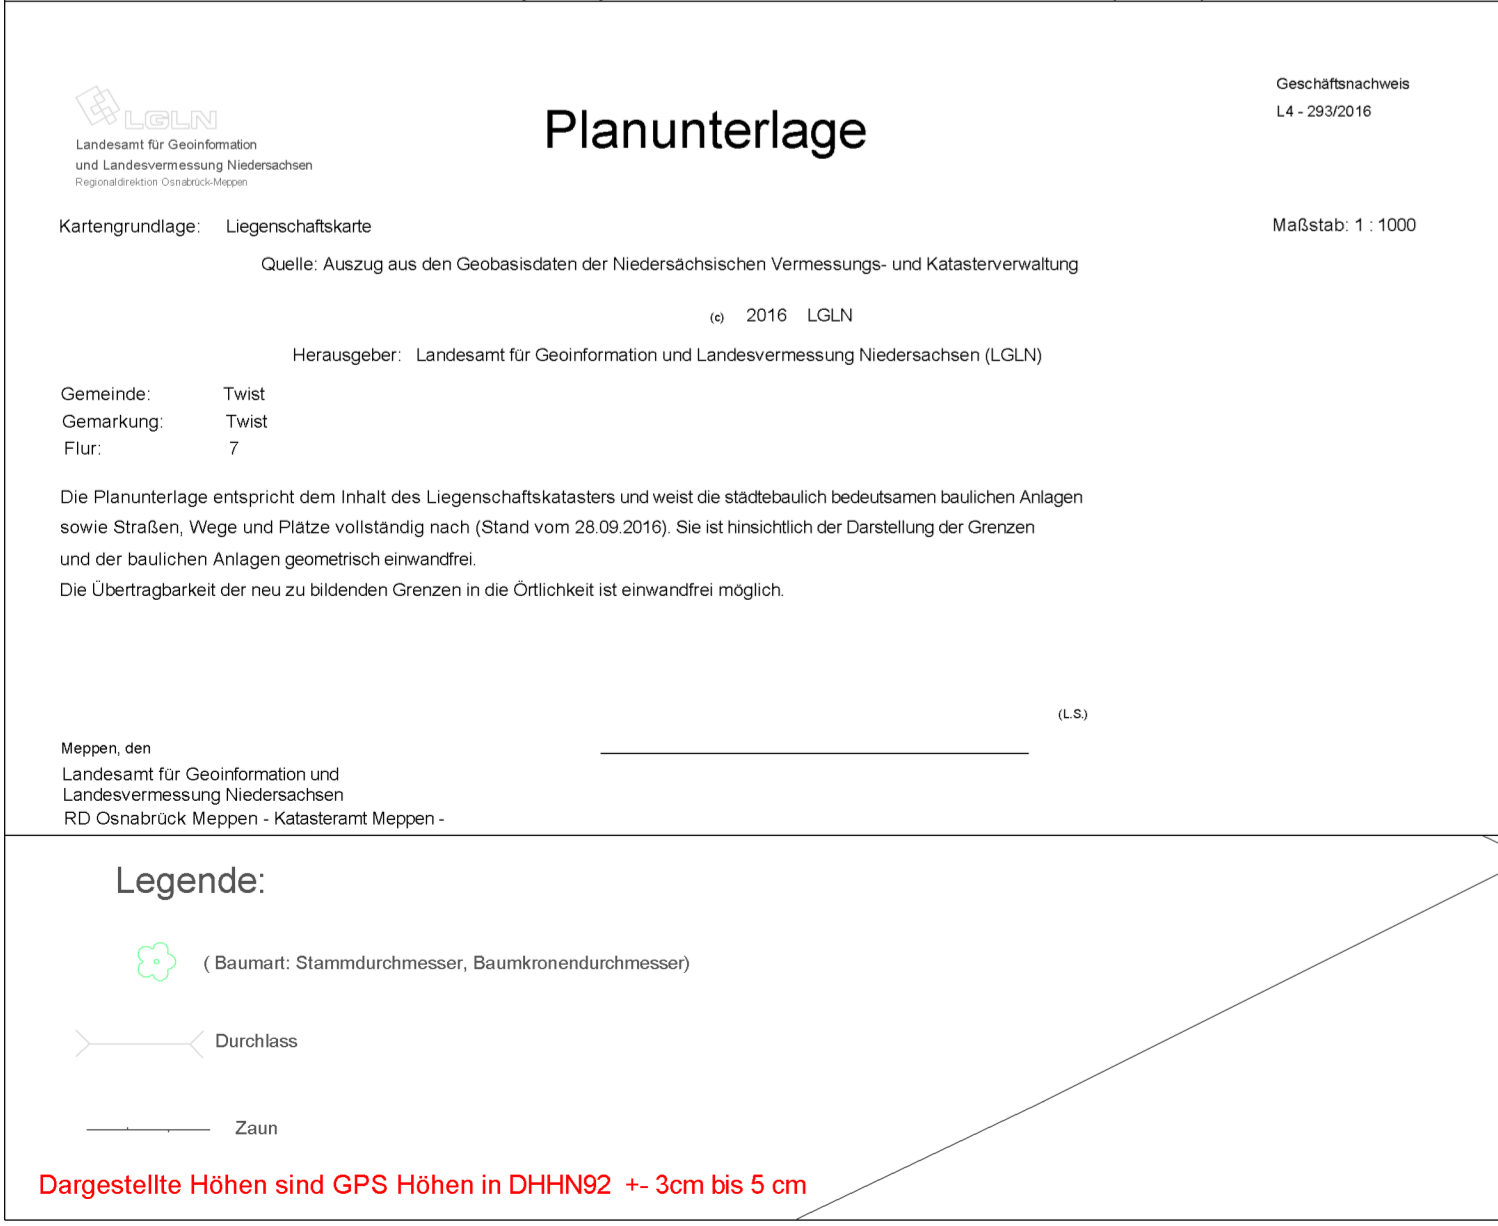 Geschäftsnachweis
L4 - 293/2016
LGLN
Planunterlage
Landesamt für Geoinformation
und Landesvermessung Niedersachsen
Regionaldirektion Osnabrück-Meppen
Kartengrundlage: Liegenschaftskarte
Maßstab: 1 : 1000
Quelle: Auszug aus den Geobasisdaten der Niedersächsischen Vermessungs- und Katasterverwaltung
(c) 2016 LGLN
Herausgeber: Landesamt für Geoinformation und Landesvermessung Niedersachsen (LGLN)
Gemeinde: Twist
Gemarkung: Twist
Flur: 7
Die Planunterlage entspricht dem Inhalt des Liegenschaftskatasters und weist die städtebaulich bedeutsamen baulichen Anlagen
sowie Straßen, Wege und Plätze vollständig nach (Stand vom 28.09.2016). Sie ist hinsichtlich der Darstellung der Grenzen
und der baulichen Anlagen geometrisch einwandfrei.
Die Übertragbarkeit der neu zu bildenden Grenzen in die Örtlichkeit ist einwandfrei möglich.
(L.S.)
Meppen, den
Landesamt für Geoinformation und
Landesvermessung Niedersachsen
RD Osnabrück Meppen - Katasteramt Meppen -
Legende:
( Baumart: Stammdurchmesser, Baumkronendurchmesser)
Durchlass
Zaun
Dargestellte Höhen sind GPS Höhen in DHHN92 +- 3cm bis 5 cm